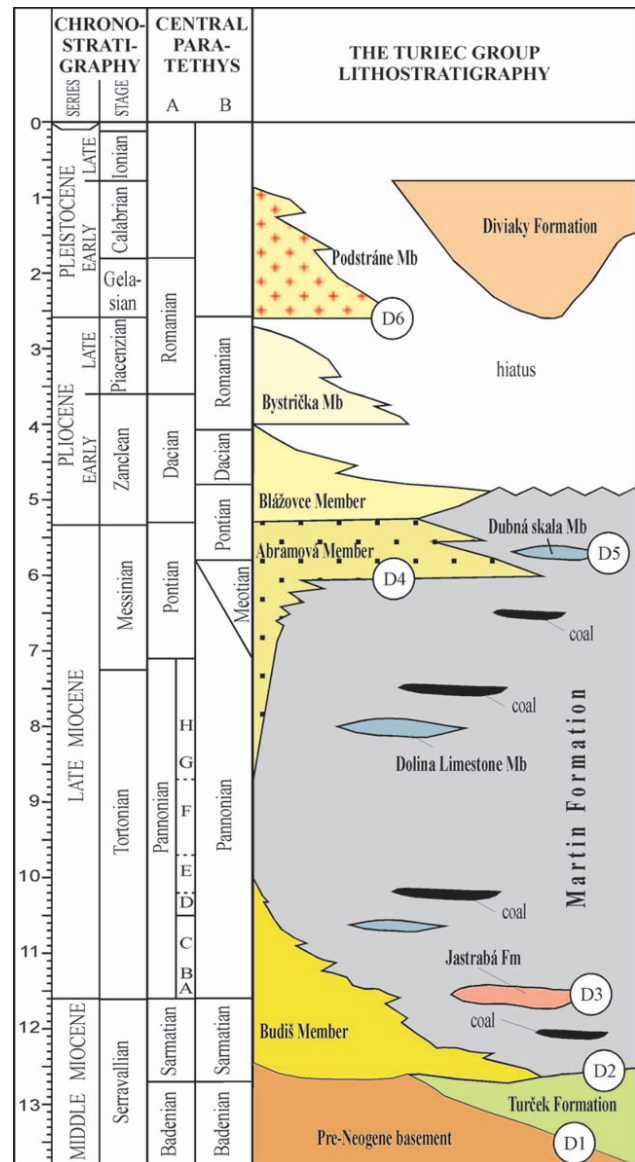 CHRONO-
STRATI-
GRAPHY
CENTRAL
PARA-
TETHYS
THE TURIEC GROUP
LITHOSTRATIGRAPHY
SERIES
STAGE
A
B
0
1
2
3
4
5
6
7
8
9
10
11
12
13
PLEISTOCENE
LATE
EARLY
PLIOCENE
LATE
EARLY
LATE MIOCENE
MIDDLE MIOCENE
Ionian
Calabrian
Gela-
sian
Piacenzian
Zanclean
Messinian
Tortonian
Serravallian
Romanian
Dacian
Pontian
Pannonian
H
G
F
E
D
C
B
A
Sarmatian
Badenian
Romanian
Dacian
Pontian
Meotian
Pannonian
Sarmatian
Badenian
Diviaky Formation
Podstráne Mb
D6
hiatus
Bystrička Mb
Blážovce Member
Dubná skala Mb
D5
Abramová Member
D4
coal
coal
Dolina Limestone Mb
Martin Formation
coal
Jastrabá Fm
D3
coal
Budiš Member
D2
Turček Formation
Pre-Neogene basement
D1